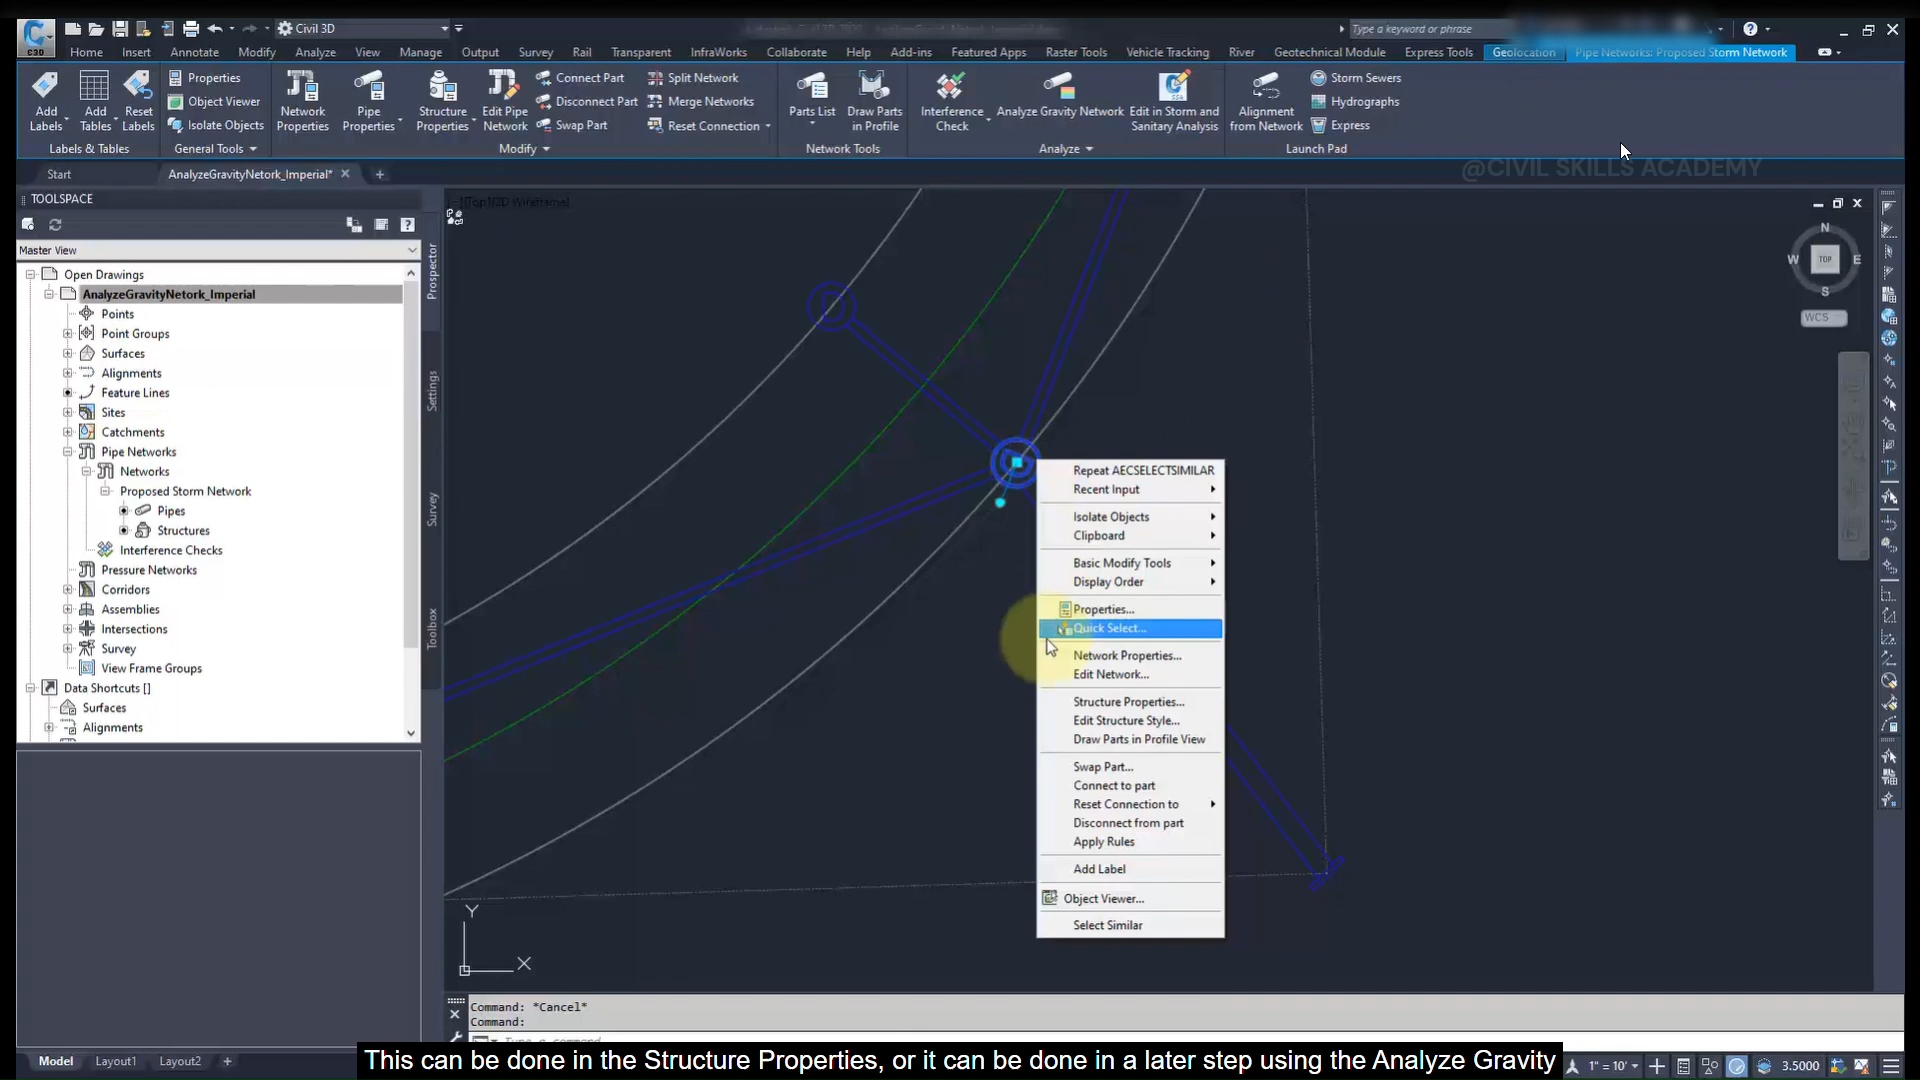 C3D
Civil 3D
Type a keyword or phrase
Home Insert Annotate Modify Analyze View Manage Output Survey Rail Transparent InfraWorks Collaborate Help Add-ins Featured Apps Raster Tools Vehicle Tracking River Geotechnical Module Express Tools Geolocation Pipe Networks: Proposed Storm Network
Add Labels
Add Tables
Reset Labels
Properties
Object Viewer
Isolate Objects
Network Properties
Pipe Properties
Structure Properties
Edit Pipe Network
Connect Part
Disconnect Part
Swap Part
Split Network
Merge Networks
Reset Connection
Parts List
Draw Parts in Profile
Interference Check
Analyze Gravity Network
Edit in Storm and Sanitary Analysis
Alignment from Network
Storm Sewers
Hydrographs
Express
Labels & Tables
General Tools
Modify
Network Tools
Analyze
Launch Pad
Start
AnalyzeGravityNetork_Imperial*
@CIVIL SKILLS ACADEMY
TOOLSPACE
Master View
Open Drawings
AnalyzeGravityNetork_Imperial
Points
Point Groups
Surfaces
Alignments
Feature Lines
Sites
Catchments
Pipe Networks
Networks
Proposed Storm Network
Pipes
Structures
Interference Checks
Pressure Networks
Corridors
Assemblies
Intersections
Survey
View Frame Groups
Data Shortcuts []
Surfaces
Alignments
Prospector
Settings
Survey
Toolbox
[-][Top][2D Wireframe]
N
W
TOP
E
S
WCS
Repeat AECSELECTSIMILAR
Recent Input
Isolate Objects
Clipboard
Basic Modify Tools
Display Order
Properties...
Quick Select...
Network Properties...
Edit Network...
Structure Properties...
Edit Structure Style...
Draw Parts in Profile View
Swap Part...
Connect to part
Reset Connection to
Disconnect from part
Apply Rules
Add Label
Object Viewer...
Select Similar
Y
X
Command: *Cancel*
Command:
Type a command
Model Layout1 Layout2
This can be done in the Structure Properties, or it can be done in a later step using the Analyze Gravity
1" = 10'
3.5000